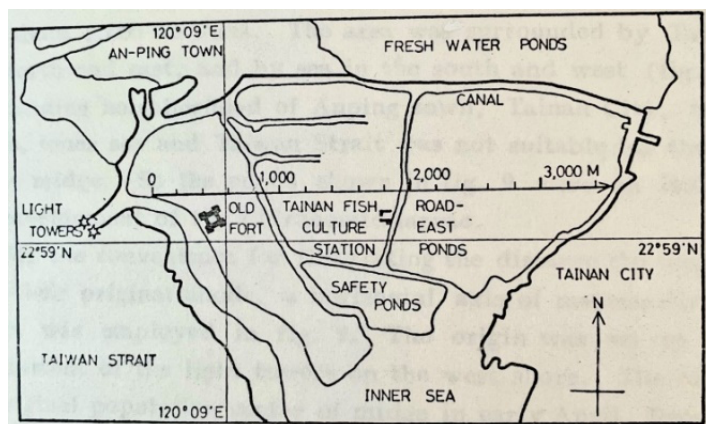 120°09'E
AN-PING TOWN
FRESH WATER PONDS
CANAL
0
1,000
2,000
3,000 M
LIGHT
TOWERS
OLD
FORT
TAINAN FISH
CULTURE
STATION
ROAD-
EAST
PONDS
22°59'N
22°59'N
SAFETY
PONDS
TAINAN CITY
N
TAIWAN STRAIT
INNER SEA
120°09'E